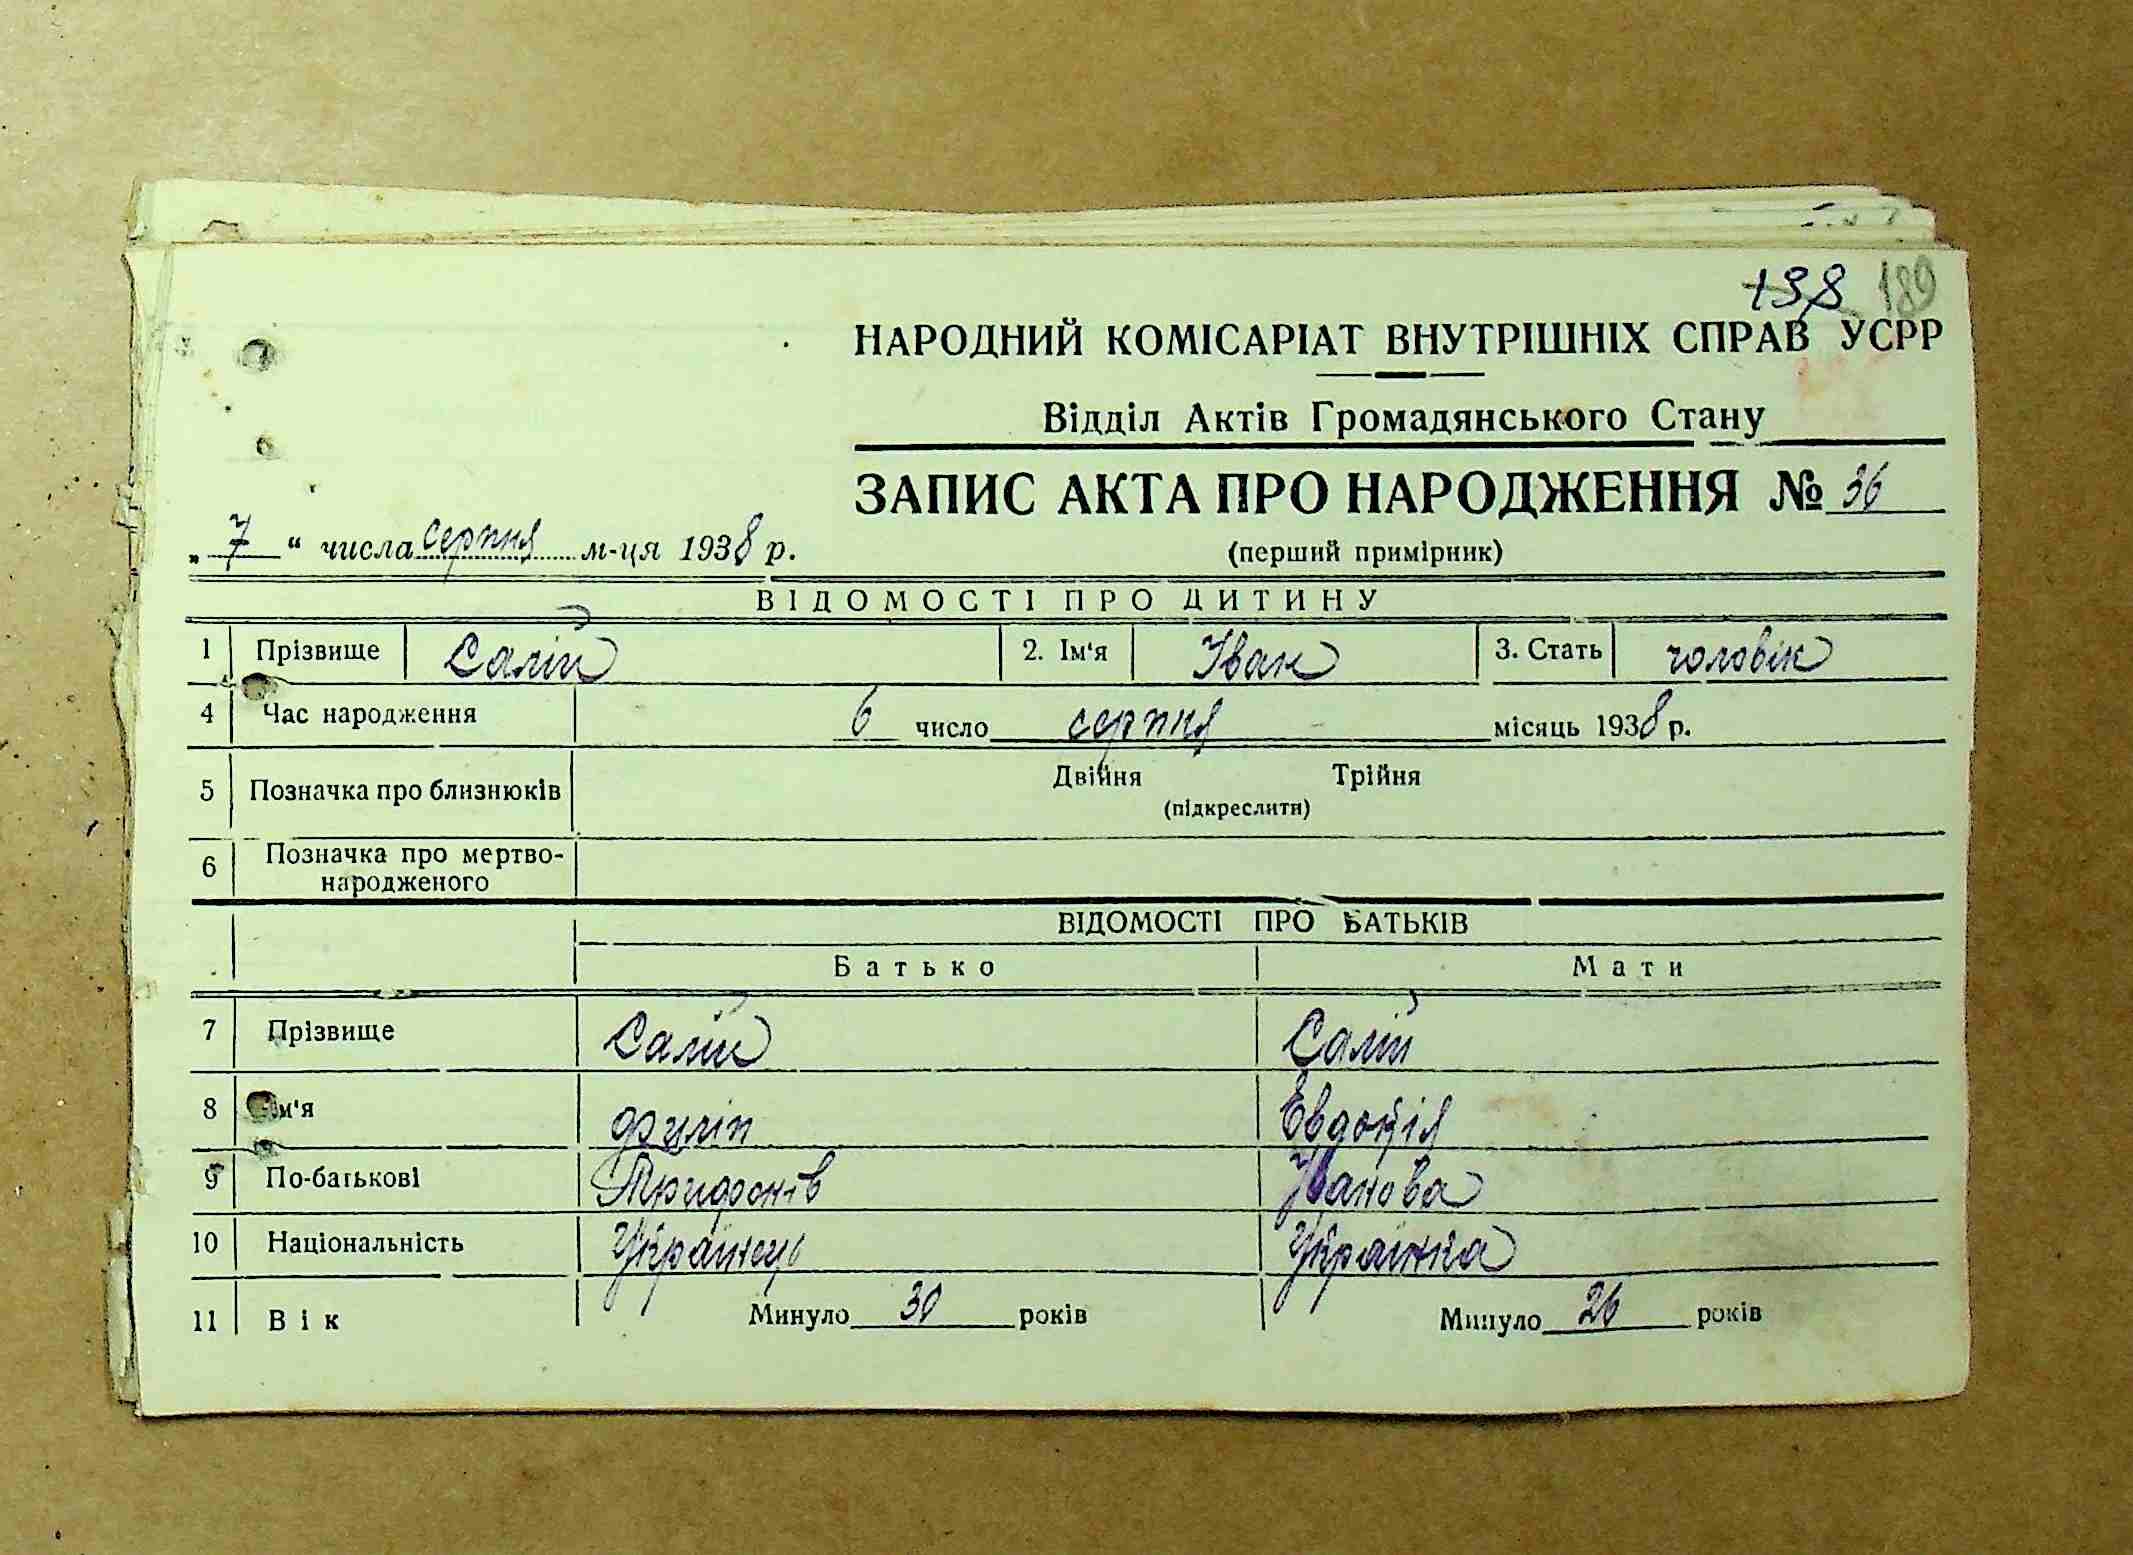 138 189
НАРОДНИЙ КОМІСАРІАТ ВНУТРІШНІХ СПРАВ УСРР
Відділ Актів Громадянського Стану
ЗАПИС АКТА ПРО НАРОДЖЕННЯ № 36
„ 7 “ числа серпня м-ця 1938 р.
(перший примірник)
ВІДОМОСТІ ПРО ДИТИНУ
1 Прізвище Салій 2. Ім'я Іван 3. Стать чоловік
4 Час народження 6 число серпня місяць 1938 р.
5 Позначка про близнюків Двійня Трійня
(підкреслити)
6 Позначка про мертво-
народженого
ВІДОМОСТІ ПРО БАТЬКІВ
Батько Мати
7 Прізвище Салій Салій
8 Ім'я Филіп Евдокія
9 По-батькові Трифонів Іванова
10 Національність Українець Українка
11 Вік Минуло 30 років Минуло 26 років